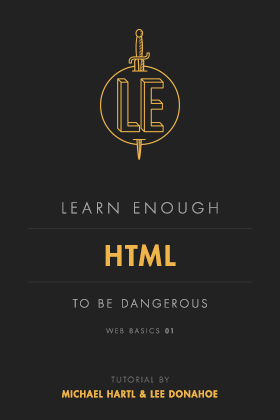 LE
LEARN ENOUGH
HTML
TO BE DANGEROUS
WEB BASICS 01
TUTORIAL BY
MICHAEL HARTL & LEE DONAHOE